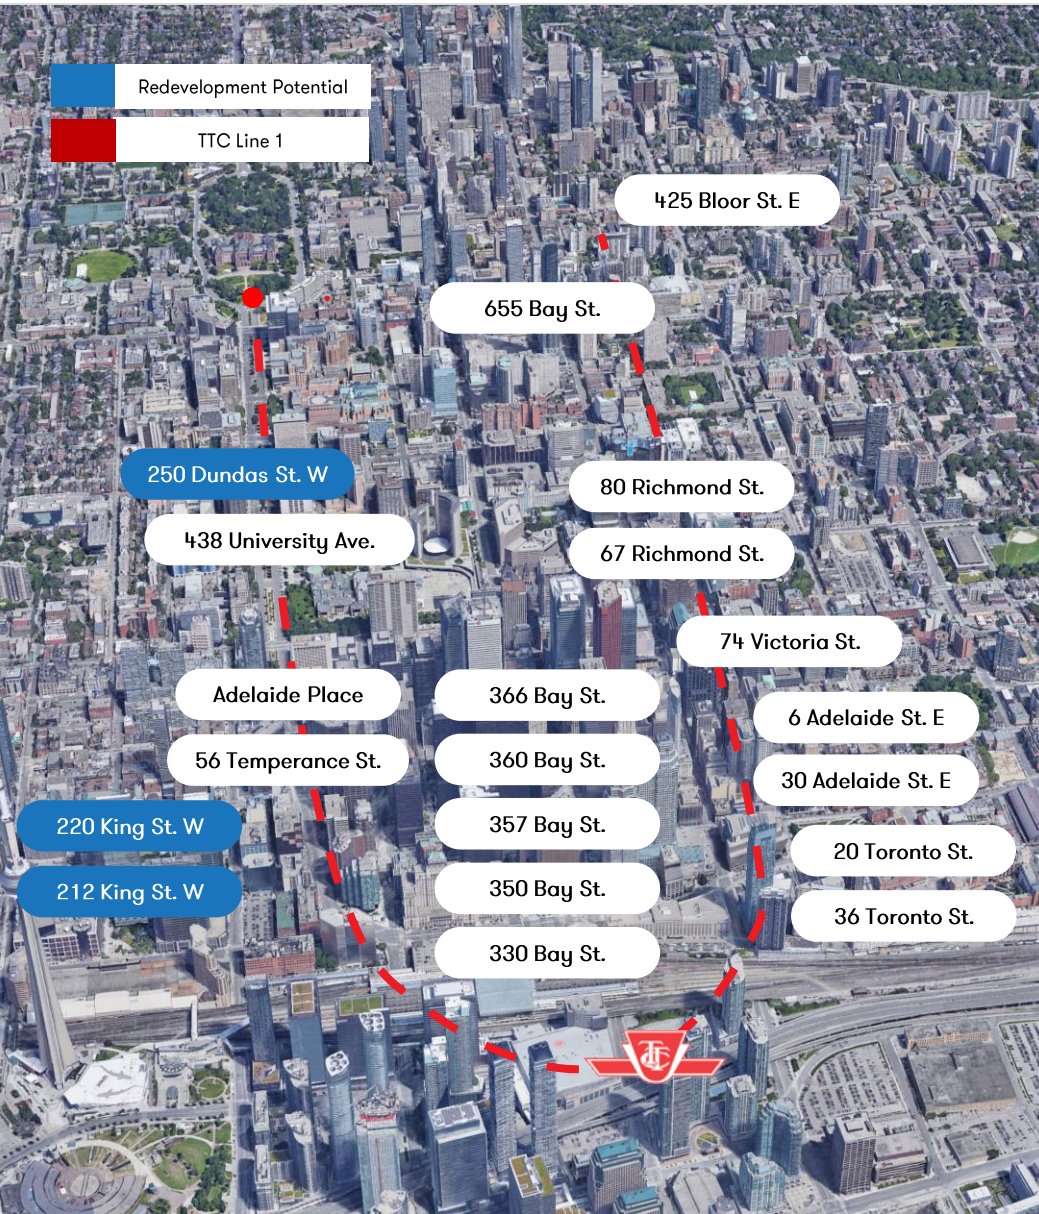 Redevelopment Potential
TTC Line 1
425 Bloor St. E
655 Bay St.
250 Dundas St. W
80 Richmond St.
438 University Ave.
67 Richmond St.
74 Victoria St.
Adelaide Place
366 Bay St.
6 Adelaide St. E
56 Temperance St.
360 Bay St.
30 Adelaide St. E
220 King St. W
357 Bay St.
20 Toronto St.
212 King St. W
350 Bay St.
36 Toronto St.
330 Bay St.
TTC